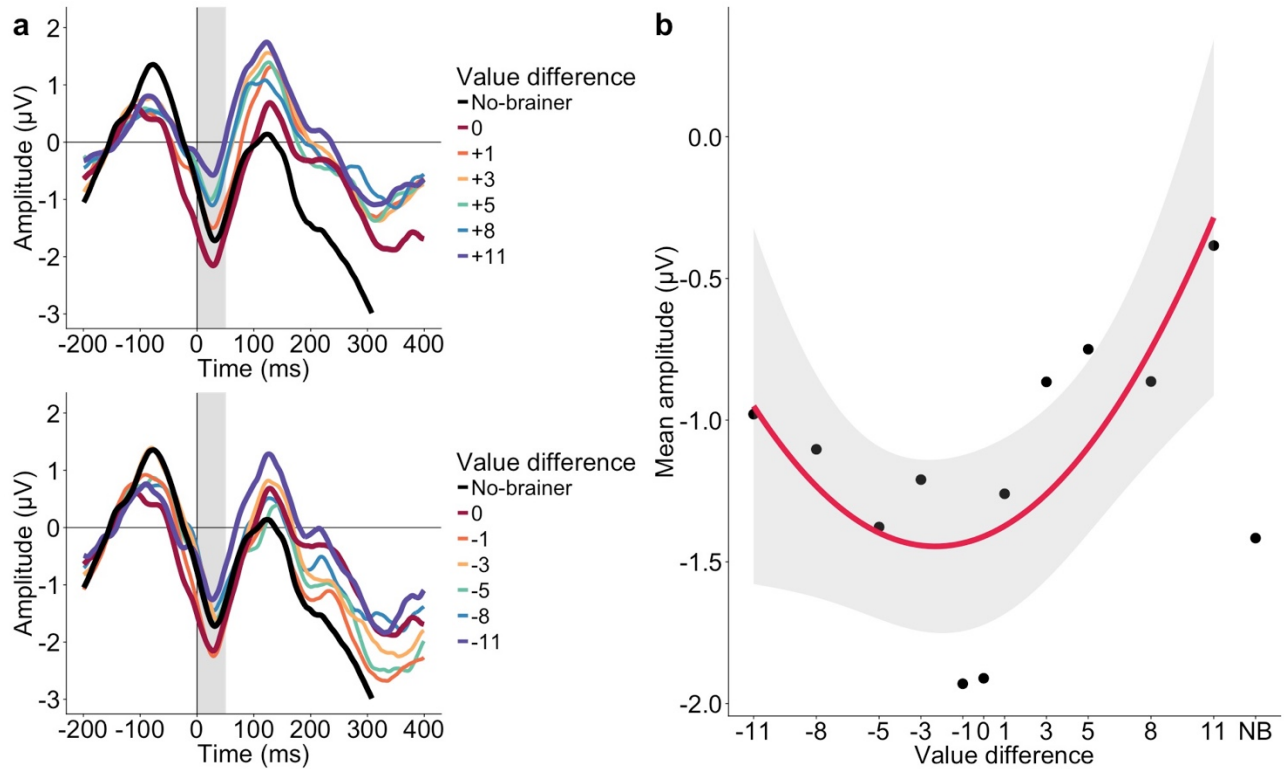 a
2
1
0
-1
-2
-3
Amplitude (µV)
-200 -100 0 100 200 300 400
Time (ms)
Value difference
No-brainer
0
+1
+3
+5
+8
+11
2
1
0
-1
-2
-3
Amplitude (µV)
-200 -100 0 100 200 300 400
Time (ms)
Value difference
No-brainer
0
-1
-3
-5
-8
-11
b
0.0
-0.5
-1.0
-1.5
-2.0
Mean amplitude (µV)
-11 -8 -5 -3 -1 0 1 3 5 8 11 NB
Value difference